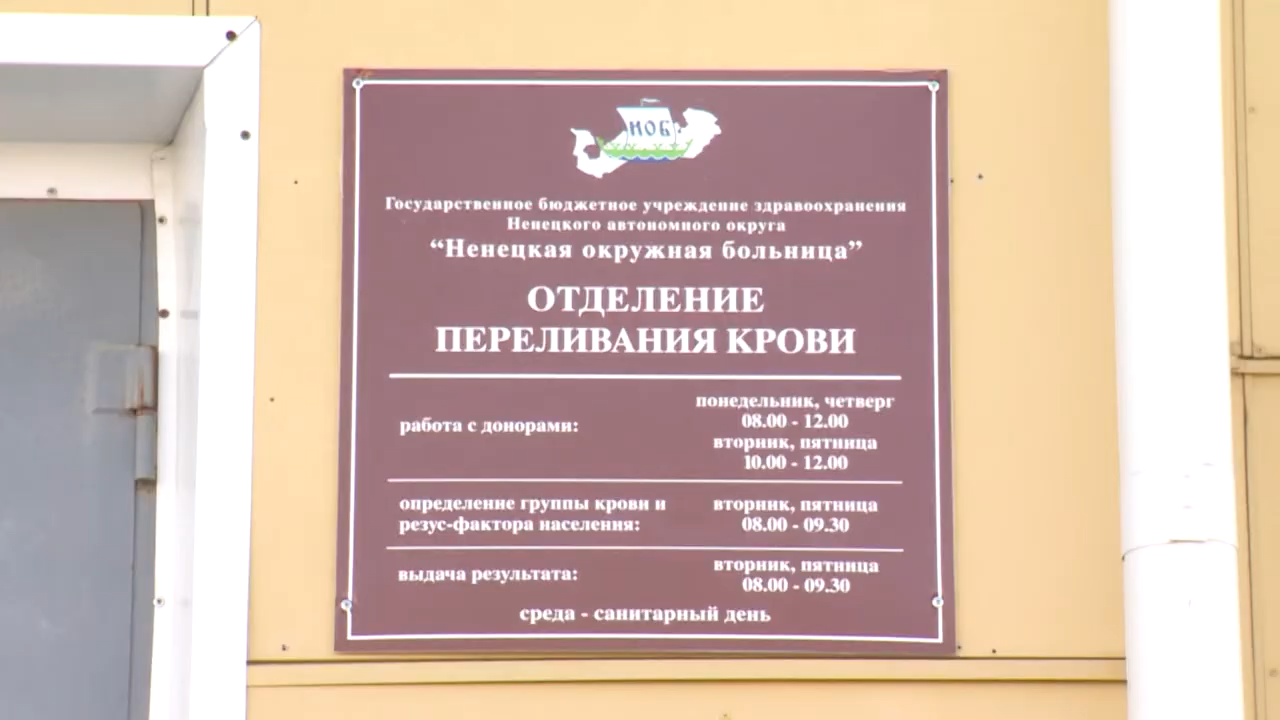 НОБ
Государственное бюджетное учреждение здравоохранения
Ненецкого автономного округа
“Ненецкая окружная больница”
ОТДЕЛЕНИЕ
ПЕРЕЛИВАНИЯ КРОВИ
работа с донорами:
понедельник, четверг
08.00 - 12.00
вторник, пятница
10.00 - 12.00
определение группы крови и
резус-фактора населения:
вторник, пятница
08.00 - 09.30
выдача результата:
вторник, пятница
08.00 - 09.30
среда - санитарный день